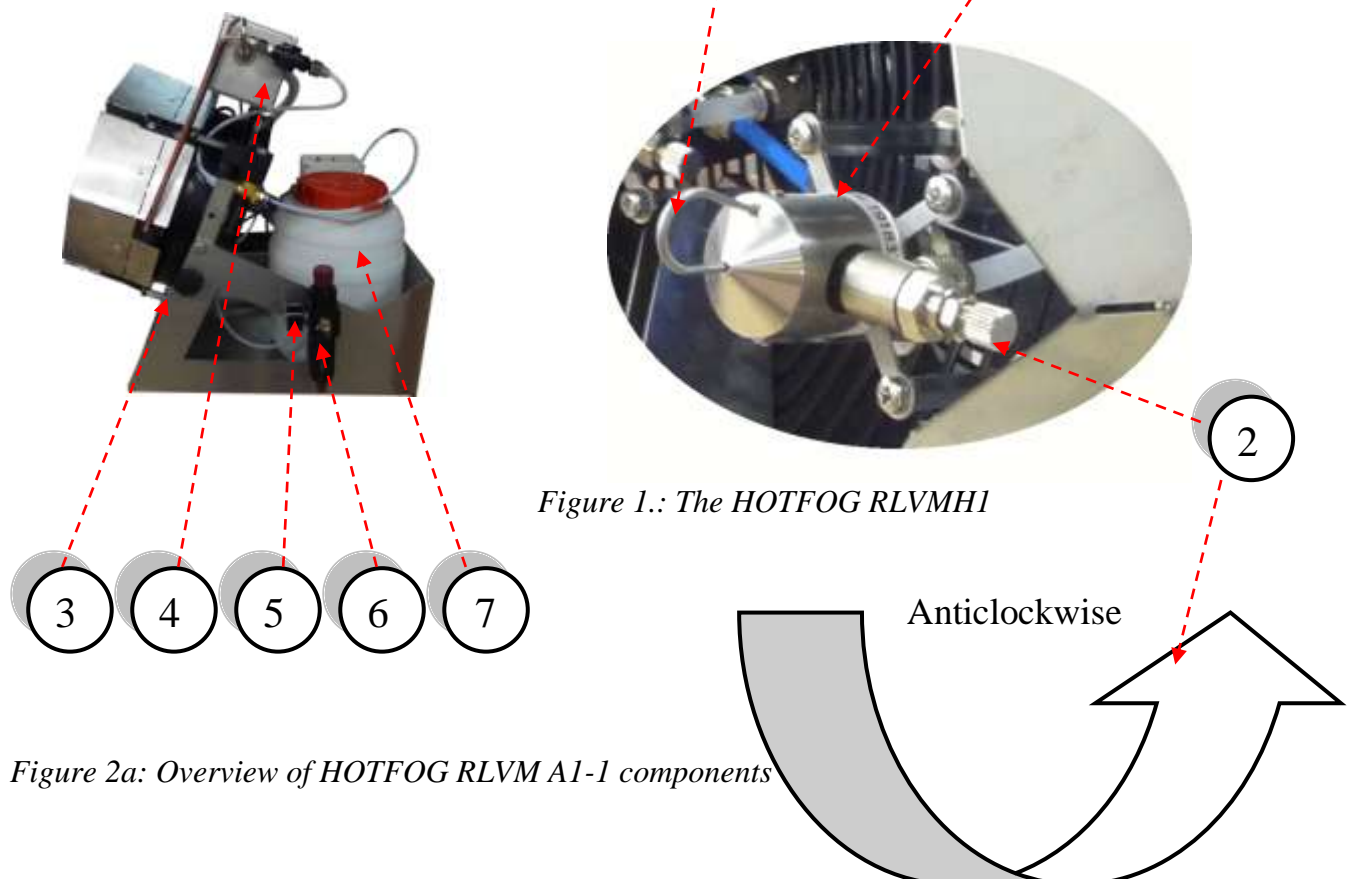 2
Figure 1.: The HOTFOG RLVMH1
3 4 5 6 7
Anticlockwise
Figure 2a: Overview of HOTFOG RLVM A1-1 components